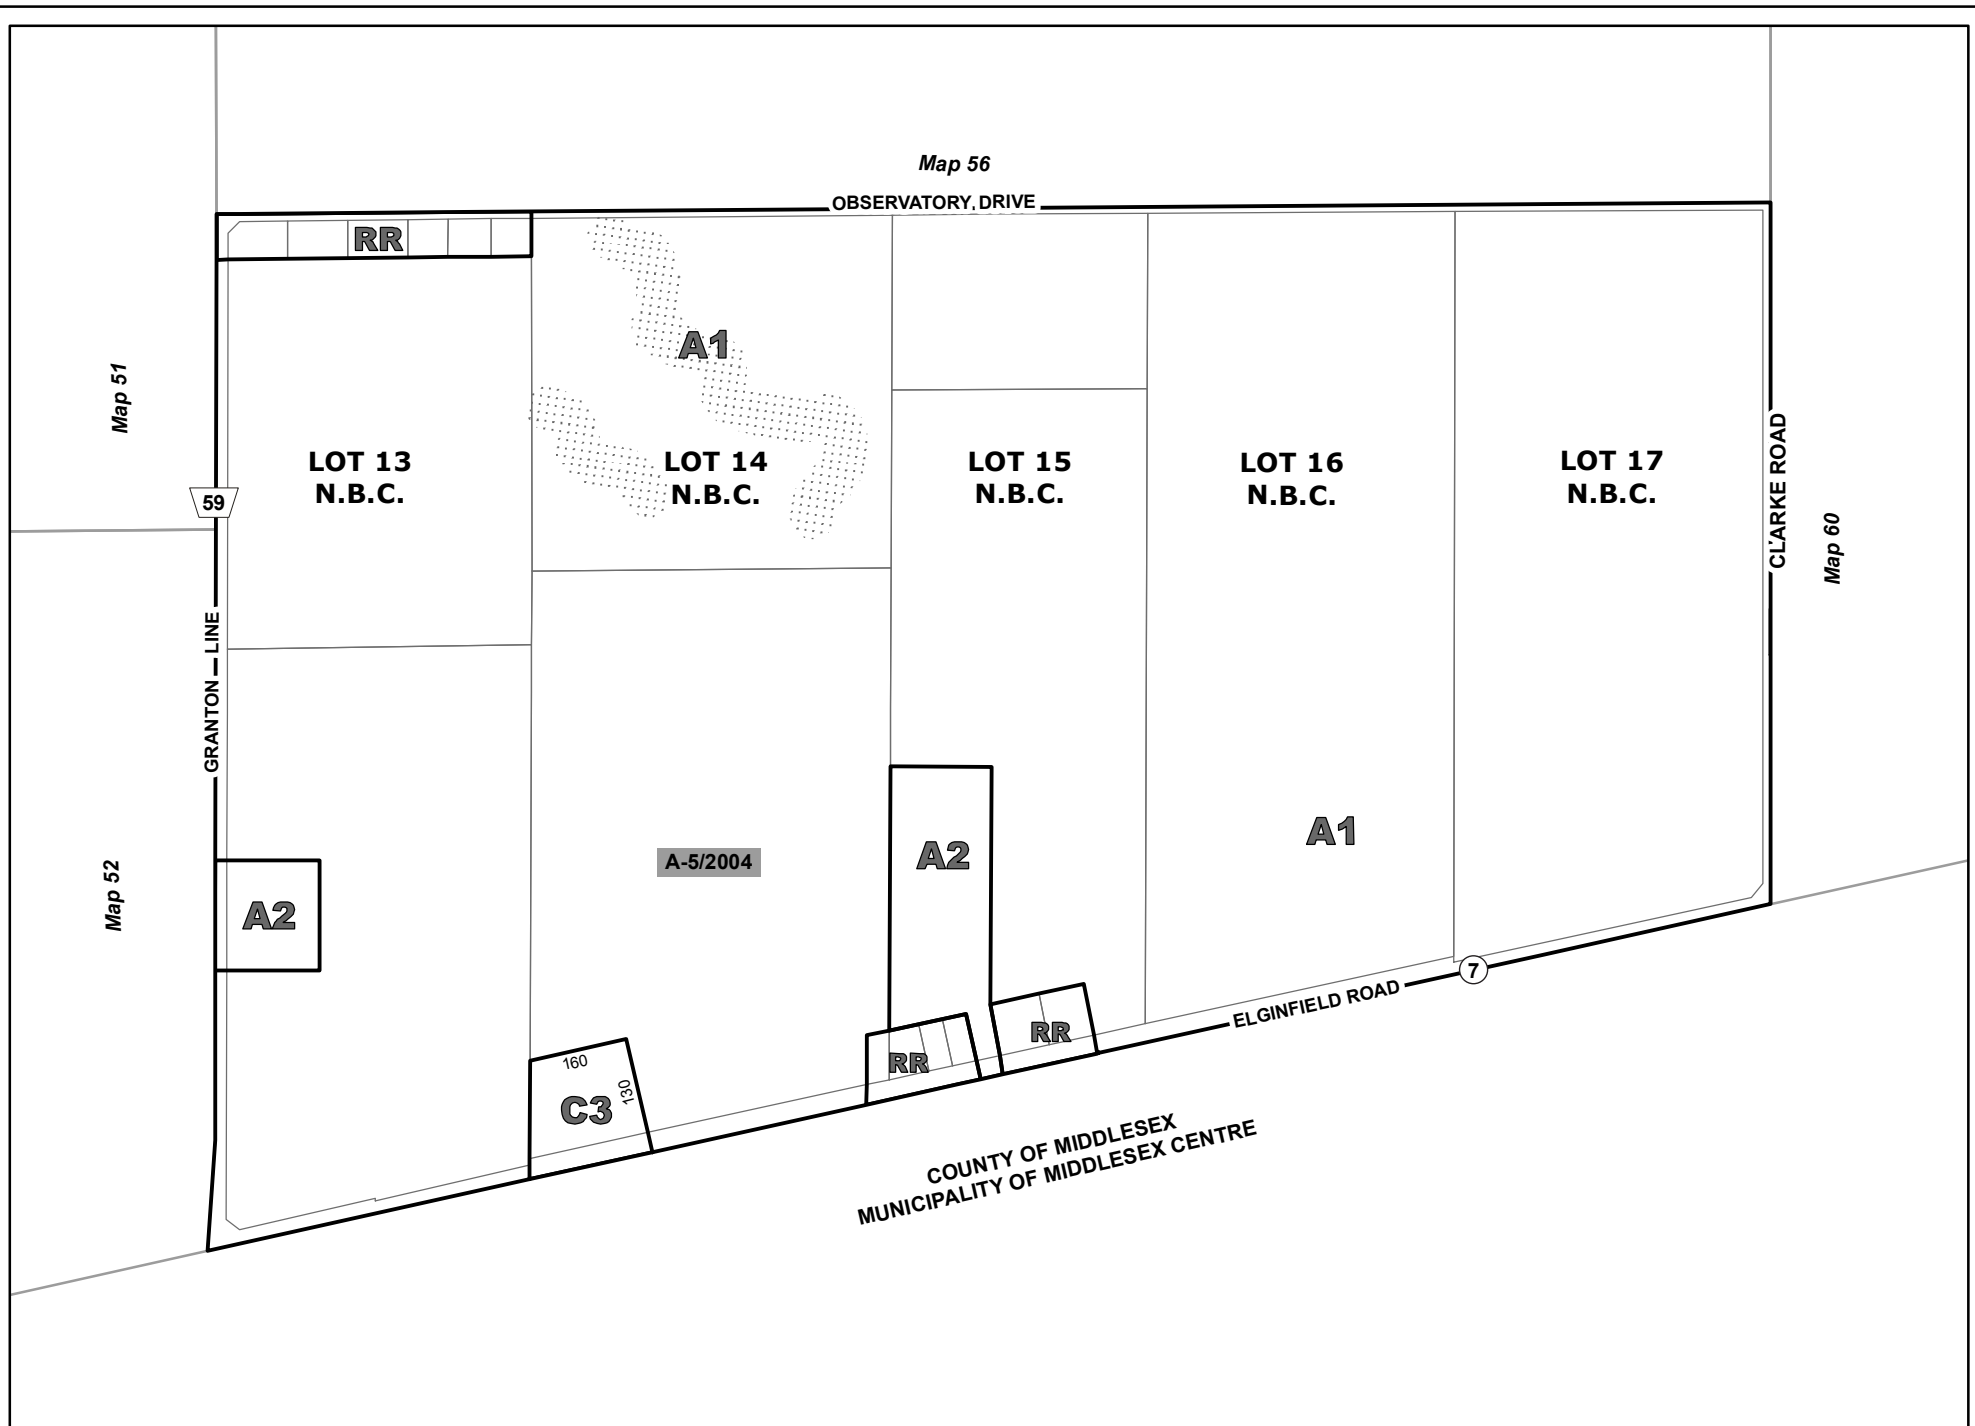 Map 56
OBSERVATORY DRIVE
RR
A1
Map 51
LOT 13
N.B.C.
LOT 14
N.B.C.
LOT 15
N.B.C.
LOT 16
N.B.C.
LOT 17
N.B.C.
CLARKE ROAD
59
Map 60
GRANTON LINE
A1
A-5/2004
A2
Map 52
A2
7
ELGINFIELD ROAD
RR
RR
160
130
C3
COUNTY OF MIDDLESEX
MUNICIPALITY OF MIDDLESEX CENTRE